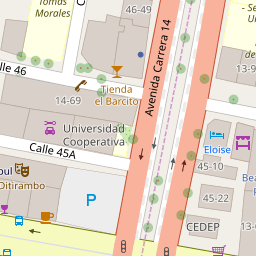 Tomás
Morales
46-49
Calle 46
Tienda
el Barcito
14-69
Avenida Carrera 14
13-9
Universidad
Cooperativa
Calle 45A
Eloise
45-10
Ditirambo
P
45-22
CEDEP
13-